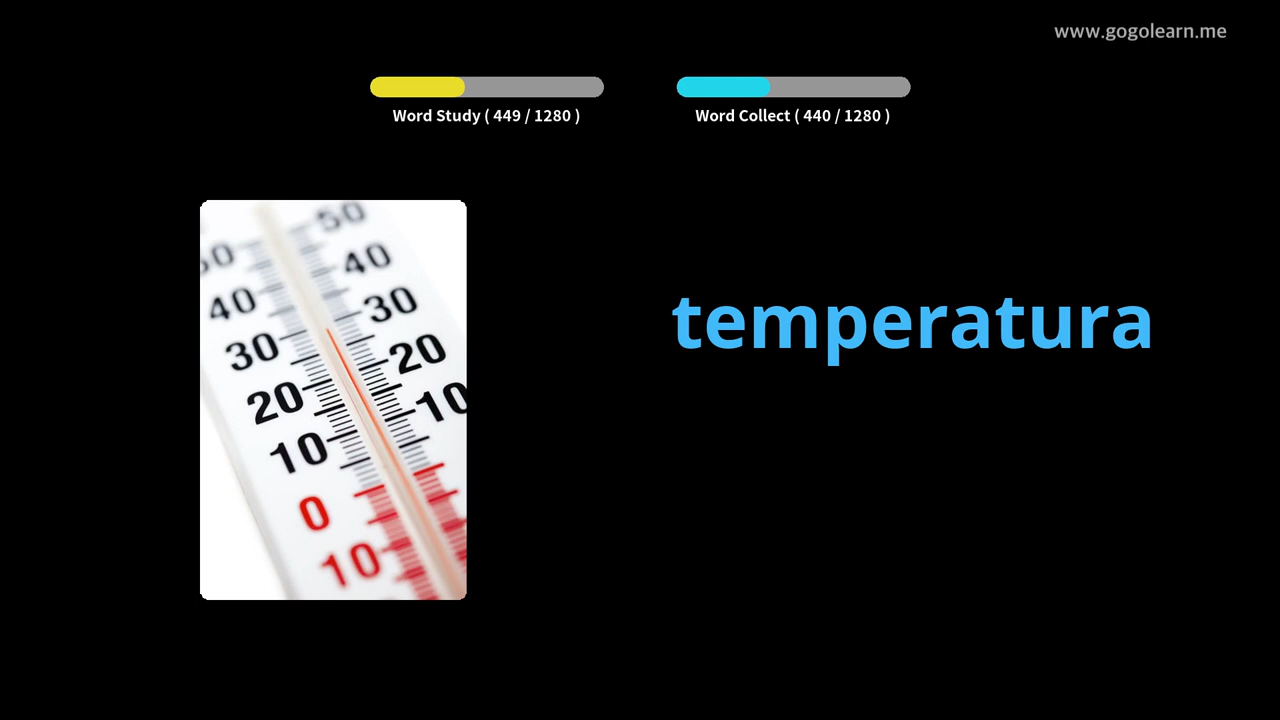 www.gogolearn.me
Word Study ( 449 / 1280 )
Word Collect ( 440 / 1280 )
50
40
40
30
30
20
20
10
10
0
10
temperatura